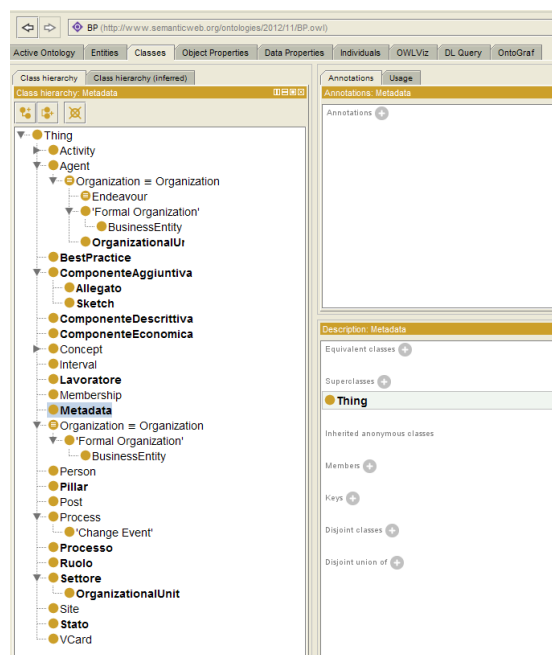 BP (http://www.semanticweb.org/ontologies/2012/11/BP.owl)
Active Ontology Entities Classes Object Properties Data Properties Individuals OWLViz DL Query OntoGraf
Class hierarchy Class hierarchy (inferred)
Class hierarchy: Metadata
Thing
Activity
Agent
Organization ≡ Organization
Endeavour
'Formal Organization'
BusinessEntity
OrganizationalUr
BestPractice
ComponenteAggiuntiva
Allegato
Sketch
ComponenteDescrittiva
ComponenteEconomica
Concept
Interval
Lavoratore
Membership
Metadata
Organization ≡ Organization
'Formal Organization'
BusinessEntity
Person
Pillar
Post
Process
'Change Event'
Processo
Ruolo
Settore
OrganizationalUnit
Site
Stato
VCard
Annotations Usage
Annotations: Metadata
Annotations
Description: Metadata
Equivalent classes
Superclasses
Thing
Inherited anonymous classes
Members
Keys
Disjoint classes
Disjoint union of